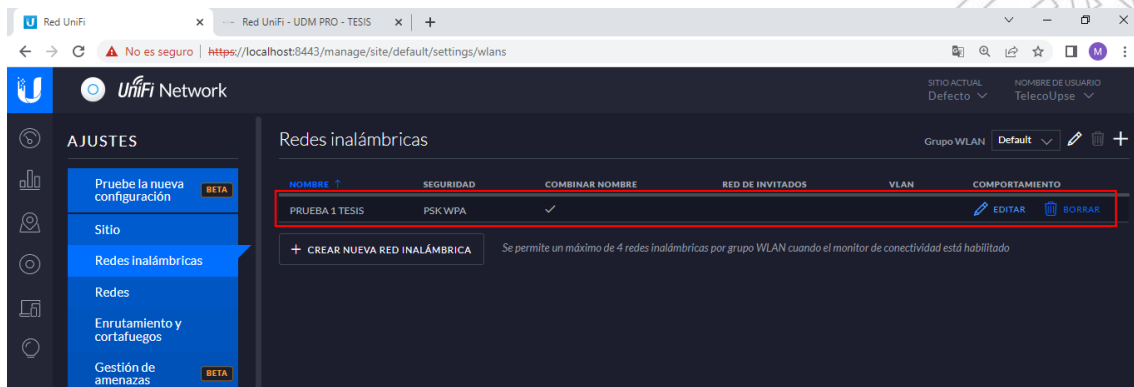 Red UniFi
Red UniFi - UDM PRO - TESIS
No es seguro | https://localhost:8443/manage/site/default/settings/wlans
M
UniFi Network
SITIO ACTUAL
Defecto
NOMBRE DE USUARIO
TelecoUpse
AJUSTES
Pruebe la nueva
configuración
BETA
Sitio
Redes inalámbricas
Redes
Enrutamiento y
cortafuegos
Gestión de
amenazas
BETA
Redes inalámbricas
Grupo WLAN Default
NOMBRE ↑ SEGURIDAD COMBINAR NOMBRE RED DE INVITADOS VLAN COMPORTAMIENTO
PRUEBA 1 TESIS PSK WPA ✓ EDITAR BORRAR
+ CREAR NUEVA RED INALÁMBRICA
Se permite un máximo de 4 redes inalámbricas por grupo WLAN cuando el monitor de conectividad está habilitado